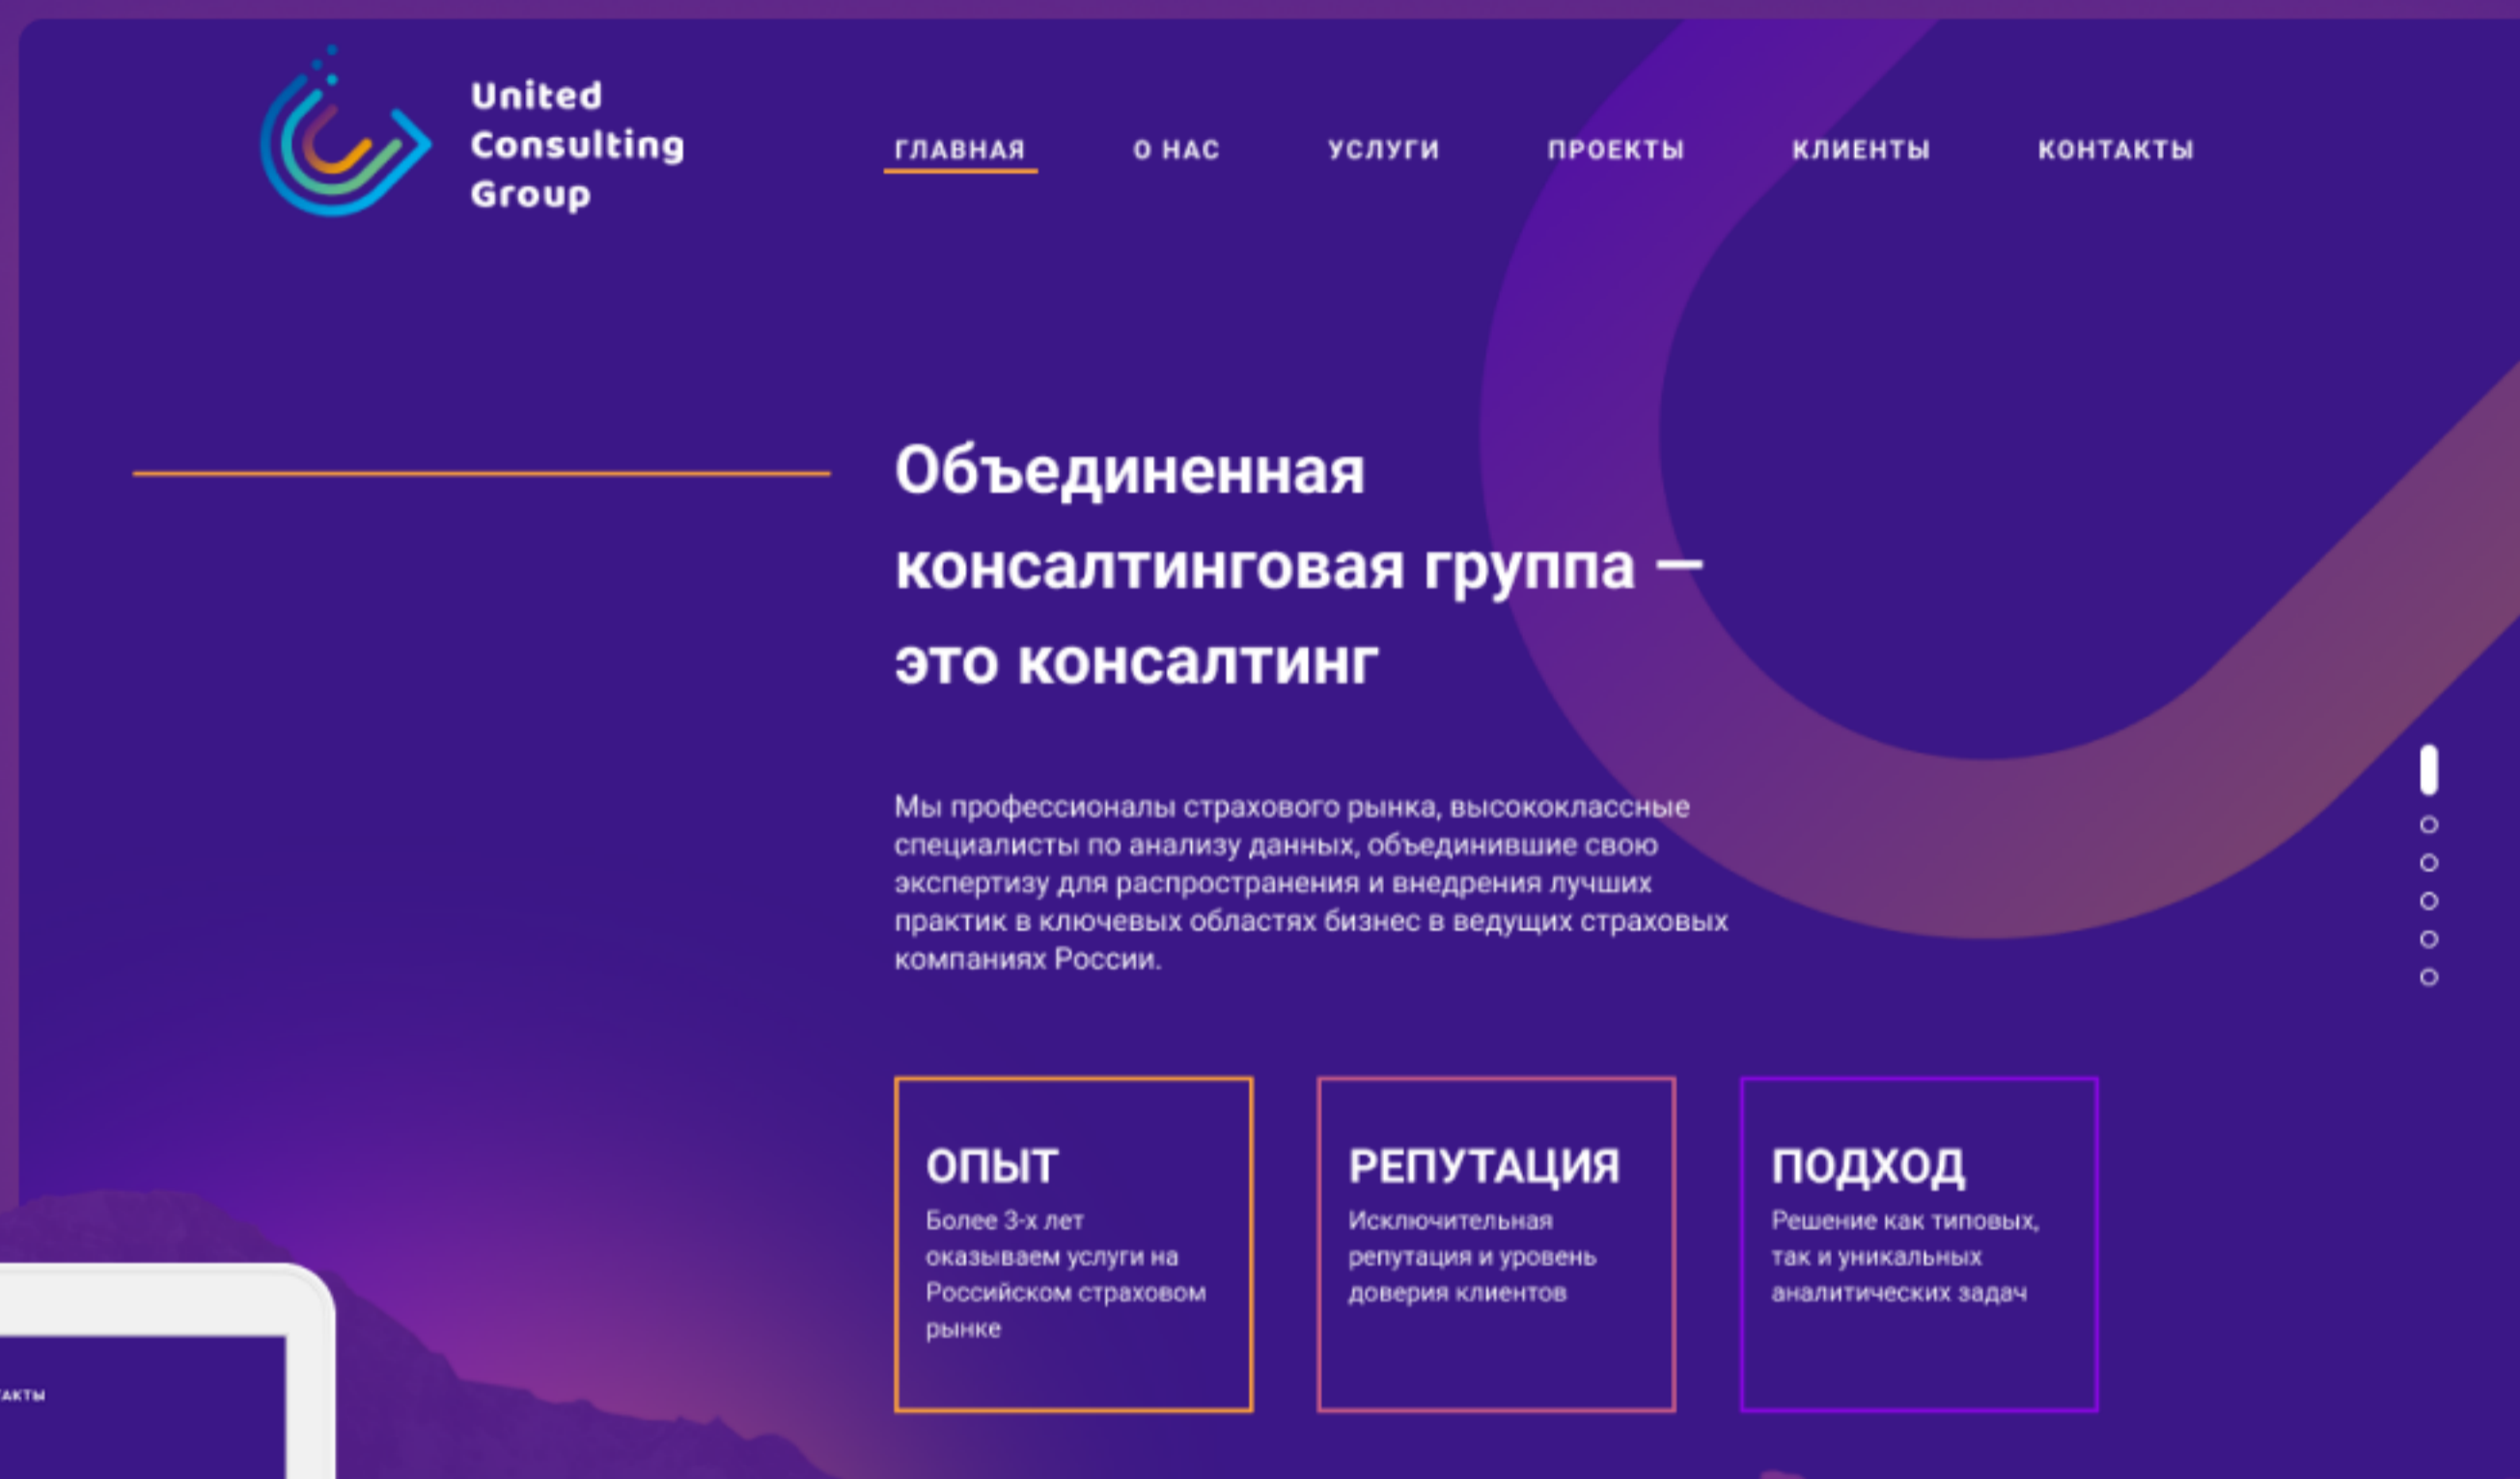 United
Consulting
Group
ГЛАВНАЯ О НАС УСЛУГИ ПРОЕКТЫ КЛИЕНТЫ КОНТАКТЫ
Объединенная
консалтинговая группа —
это консалтинг
Мы профессионалы страхового рынка, высококлассные
специалисты по анализу данных, объединившие свою
экспертизу для распространения и внедрения лучших
практик в ключевых областях бизнес в ведущих страховых
компаниях России.
ОПЫТ
Более 3-х лет
оказываем услуги на
Российском страховом
рынке
РЕПУТАЦИЯ
Исключительная
репутация и уровень
доверия клиентов
ПОДХОД
Решение как типовых,
так и уникальных
аналитических задач
АКТЫ